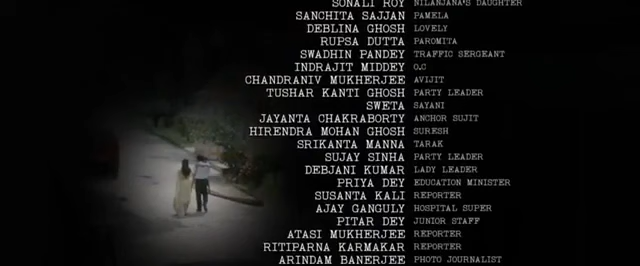 SONALI ROY NILANJANA'S DAUGHTER
SANCHITA SAJJAN PAMELA
DEBLINA GHOSH LOVELY
RUPSA DUTTA PAROMITA
SWADHIN PANDEY TRAFFIC SERGEANT
INDRAJIT MIDDEY O.C
CHANDRANIV MUKHERJEE AVIJIT
TUSHAR KANTI GHOSH PARTY LEADER
SWETA SAYANI
JAYANTA CHAKRABORTY ANCHOR SUJIT
HIRENDRA MOHAN GHOSH SURESH
SRIKANTA MANNA TARAK
SUJAY SINHA PARTY LEADER
DEBJANI KUMAR LADY LEADER
PRIYA DEY EDUCATION MINISTER
SUSANTA KALI REPORTER
AJAY GANGULY HOSPITAL SUPER
PITAR DEY JUNIOR STAFF
ATASI MUKHERJEE REPORTER
RITIPARNA KARMAKAR REPORTER
ARINDAM BANERJEE PHOTO JOURNALIST